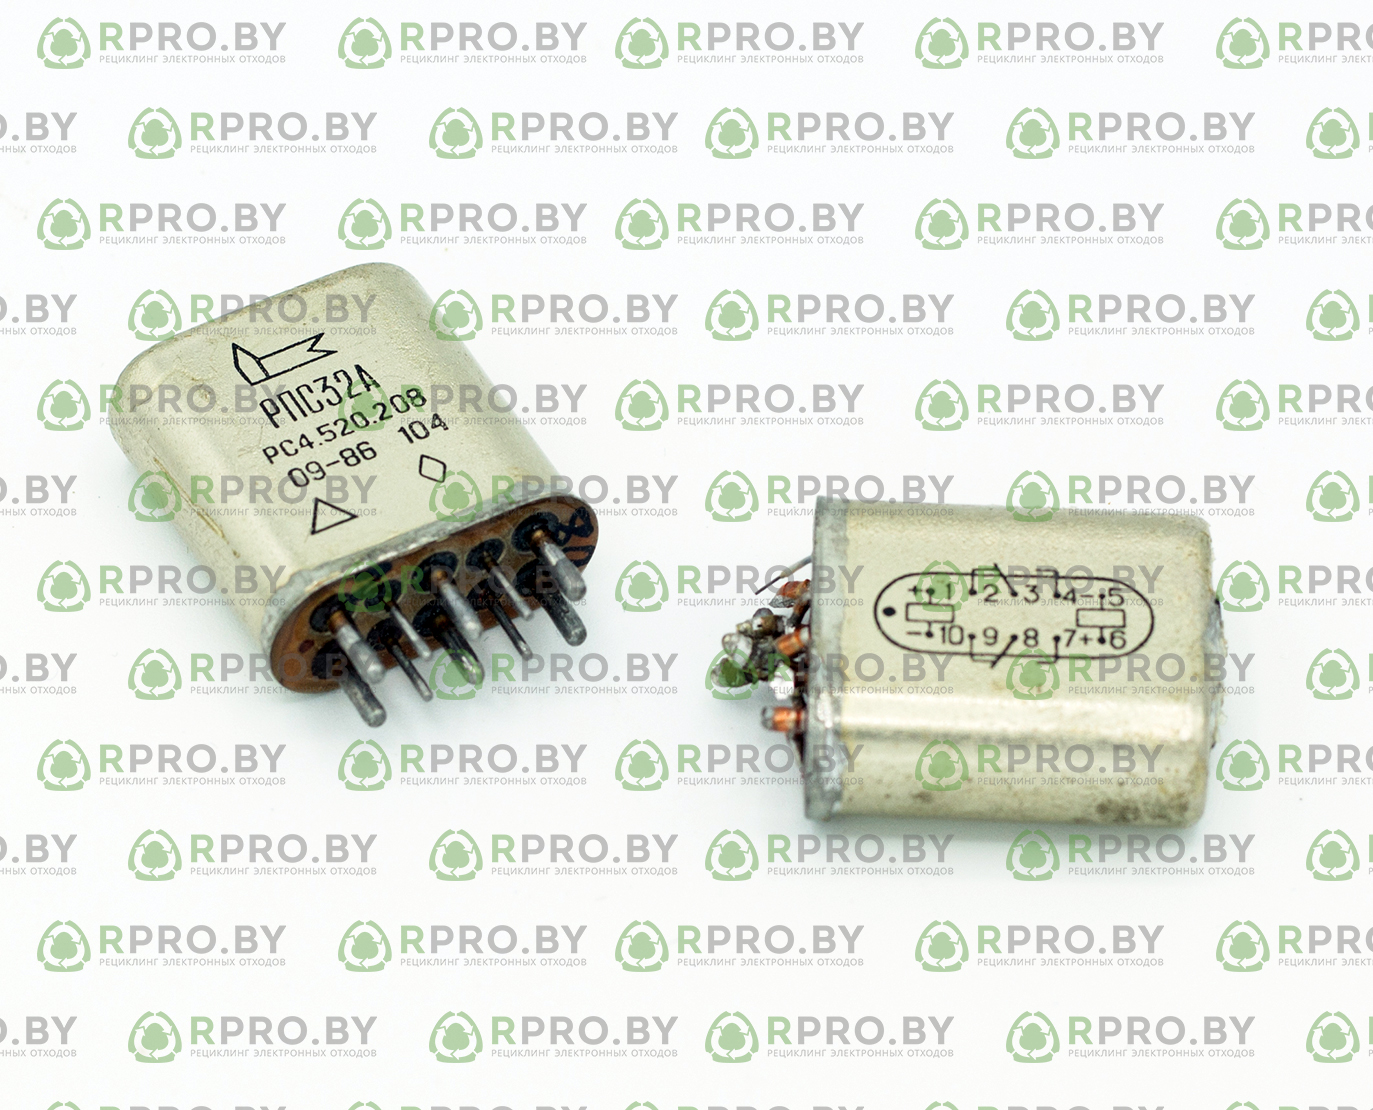 РПС32А
РС4.520.208
09-86 104
+ 1 2 3 4 - 5
- 10 9 8 7 + 6
RPRO.BY
РЕЦИКЛИНГ ЭЛЕКТРОННЫХ ОТХОДОВ